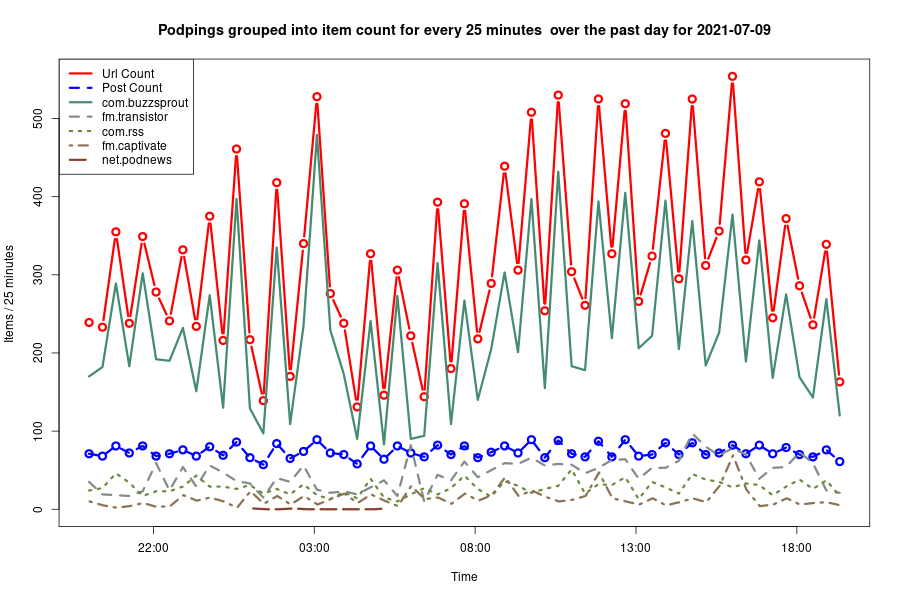 Podpings grouped into item count for every 25 minutes  over the past day for 2021-07-09
Url Count
Post Count
com.buzzsprout
fm.transistor
com.rss
fm.captivate
net.podnews
Items / 25 minutes
500
400
300
200
100
0
22:00 03:00 08:00 13:00 18:00
Time